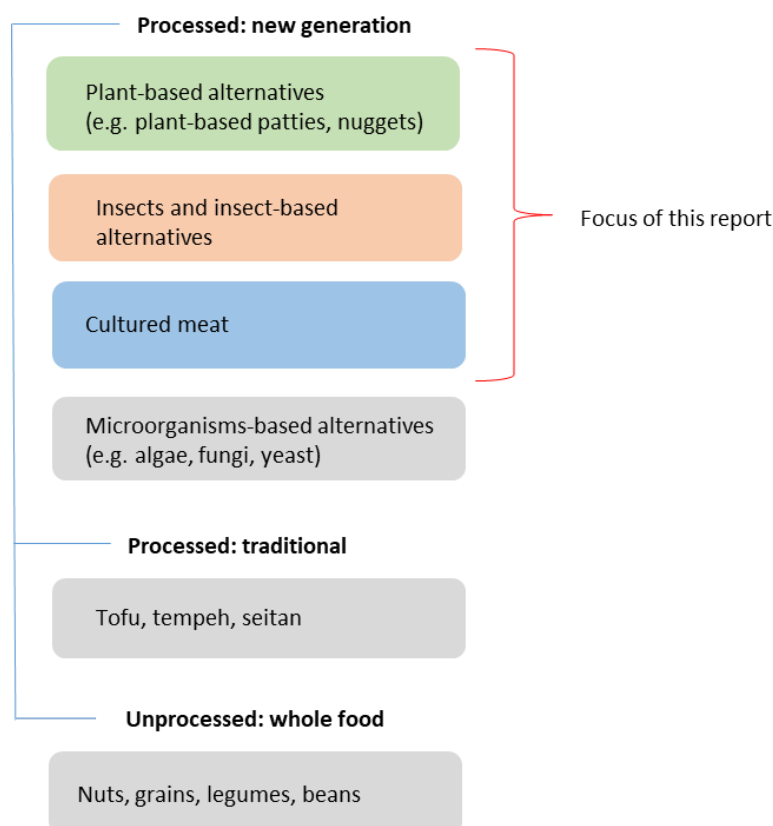 Processed: new generation
Plant-based alternatives
(e.g. plant-based patties, nuggets)
Insects and insect-based
alternatives
Focus of this report
Cultured meat
Microorganisms-based alternatives
(e.g. algae, fungi, yeast)
Processed: traditional
Tofu, tempeh, seitan
Unprocessed: whole food
Nuts, grains, legumes, beans